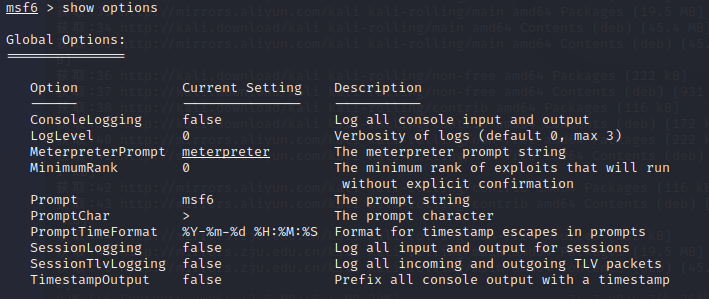 msf6 > show options
Global Options:
================
Option Current Setting Description
------ --------------- -----------
ConsoleLogging false Log all console input and output
LogLevel 0 Verbosity of logs (default 0, max 3)
MeterpreterPrompt meterpreter The meterpreter prompt string
MinimumRank 0 The minimum rank of exploits that will run
without explicit confirmation
Prompt msf6 The prompt string
PromptChar > The prompt character
PromptTimeFormat %Y-%m-%d %H:%M:%S Format for timestamp escapes in prompts
SessionLogging false Log all input and output for sessions
SessionTlvLogging false Log all incoming and outgoing TLV packets
TimestampOutput false Prefix all console output with a timestamp